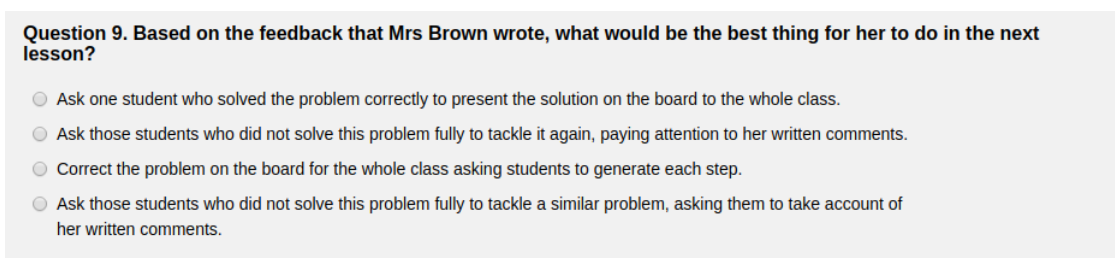 Question 9. Based on the feedback that Mrs Brown wrote, what would be the best thing for her to do in the next
lesson?
Ask one student who solved the problem correctly to present the solution on the board to the whole class.
Ask those students who did not solve this problem fully to tackle it again, paying attention to her written comments.
Correct the problem on the board for the whole class asking students to generate each step.
Ask those students who did not solve this problem fully to tackle a similar problem, asking them to take account of
her written comments.